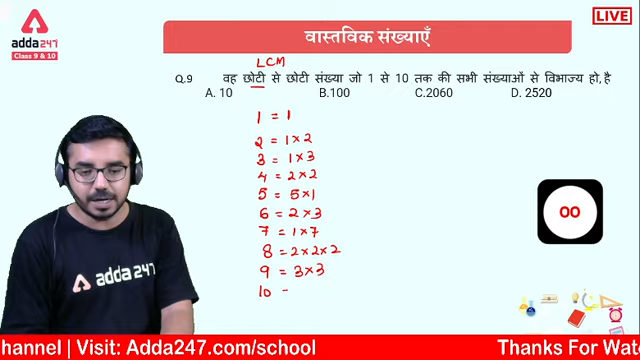 LIVE
वास्तविक संख्याएँ
adda247
Class 9 & 10
LCM
Q.9 वह छोटी से छोटी संख्या जो 1 से 10 तक की सभी संख्याओं से विभाज्य हो, है
A. 10 B.100 C.2060 D. 2520
1 = 1
2 = 1×2
3 = 1×3
4 = 2×2
5 = 5×1
6 = 2×3
7 = 1×7
8 = 2×2×2
9 = 3×3
10 =
00
adda247
hannel | Visit: Adda247.com/school Thanks For Wat